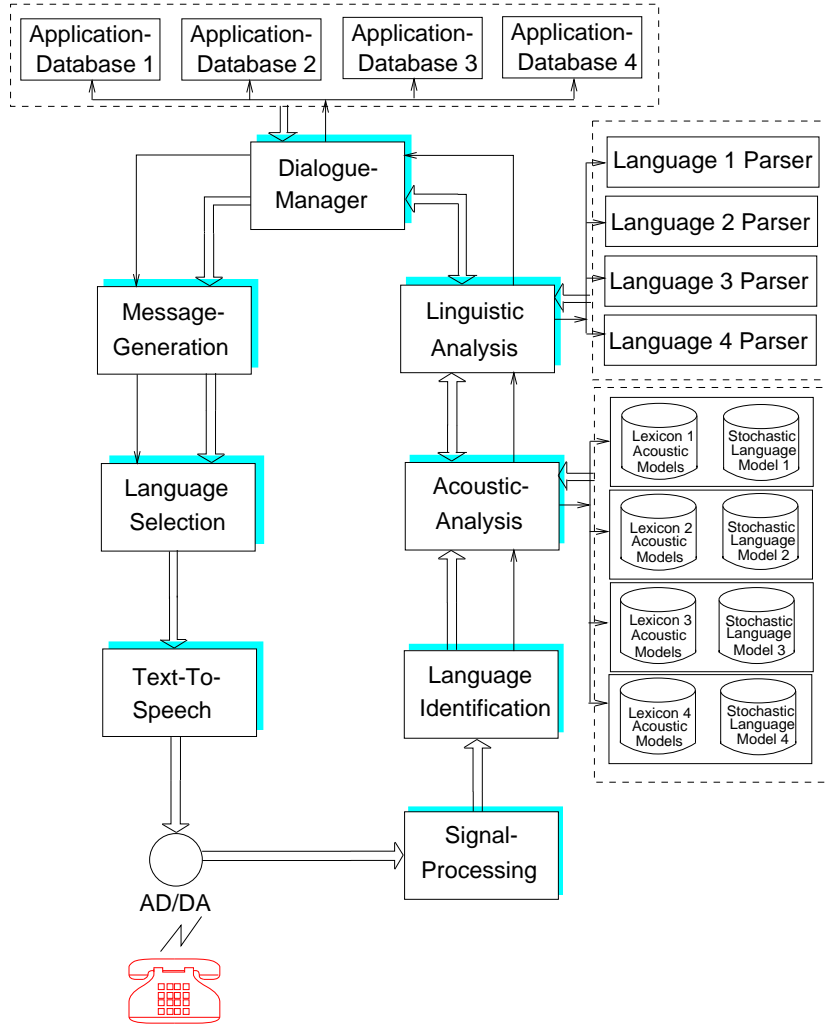 Application-
Database 1
Application-
Database 2
Application-
Database 3
Application-
Database 4
Dialogue-
Manager
Language 1 Parser
Language 2 Parser
Language 3 Parser
Language 4 Parser
Message-
Generation
Linguistic
Analysis
Language
Selection
Acoustic-
Analysis
Lexicon 1
Acoustic
Models
Stochastic
Language
Model 1
Lexicon 2
Acoustic
Models
Stochastic
Language
Model 2
Lexicon 3
Acoustic
Models
Stochastic
Language
Model 3
Lexicon 4
Acoustic
Models
Stochastic
Language
Model 4
Text-To-
Speech
Language
Identification
Signal-
Processing
AD/DA